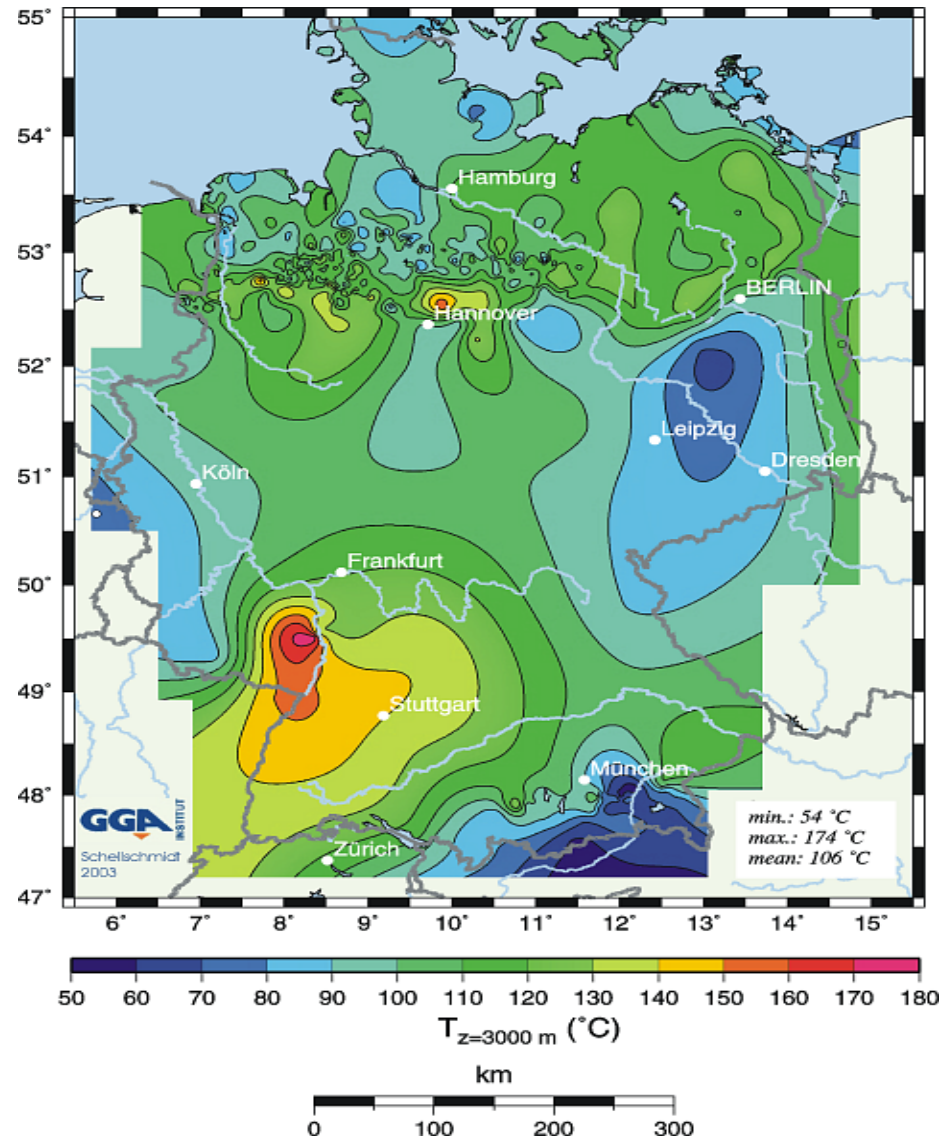 55°
54°
53°
52°
51°
50°
49°
48°
47°
Hamburg
BERLIN
Hannover
Leipzig
Dresden
Köln
Frankfurt
Stuttgart
München
Zürich
GGA
INSTITUT
Schellschmidt
2003
min.: 54 °C
max.: 174 °C
mean: 106 °C
6° 7° 8° 9° 10° 11° 12° 13° 14° 15°
50 60 70 80 90 100 110 120 130 140 150 160 170 180
T z=3000 m (°C)
km
0 100 200 300